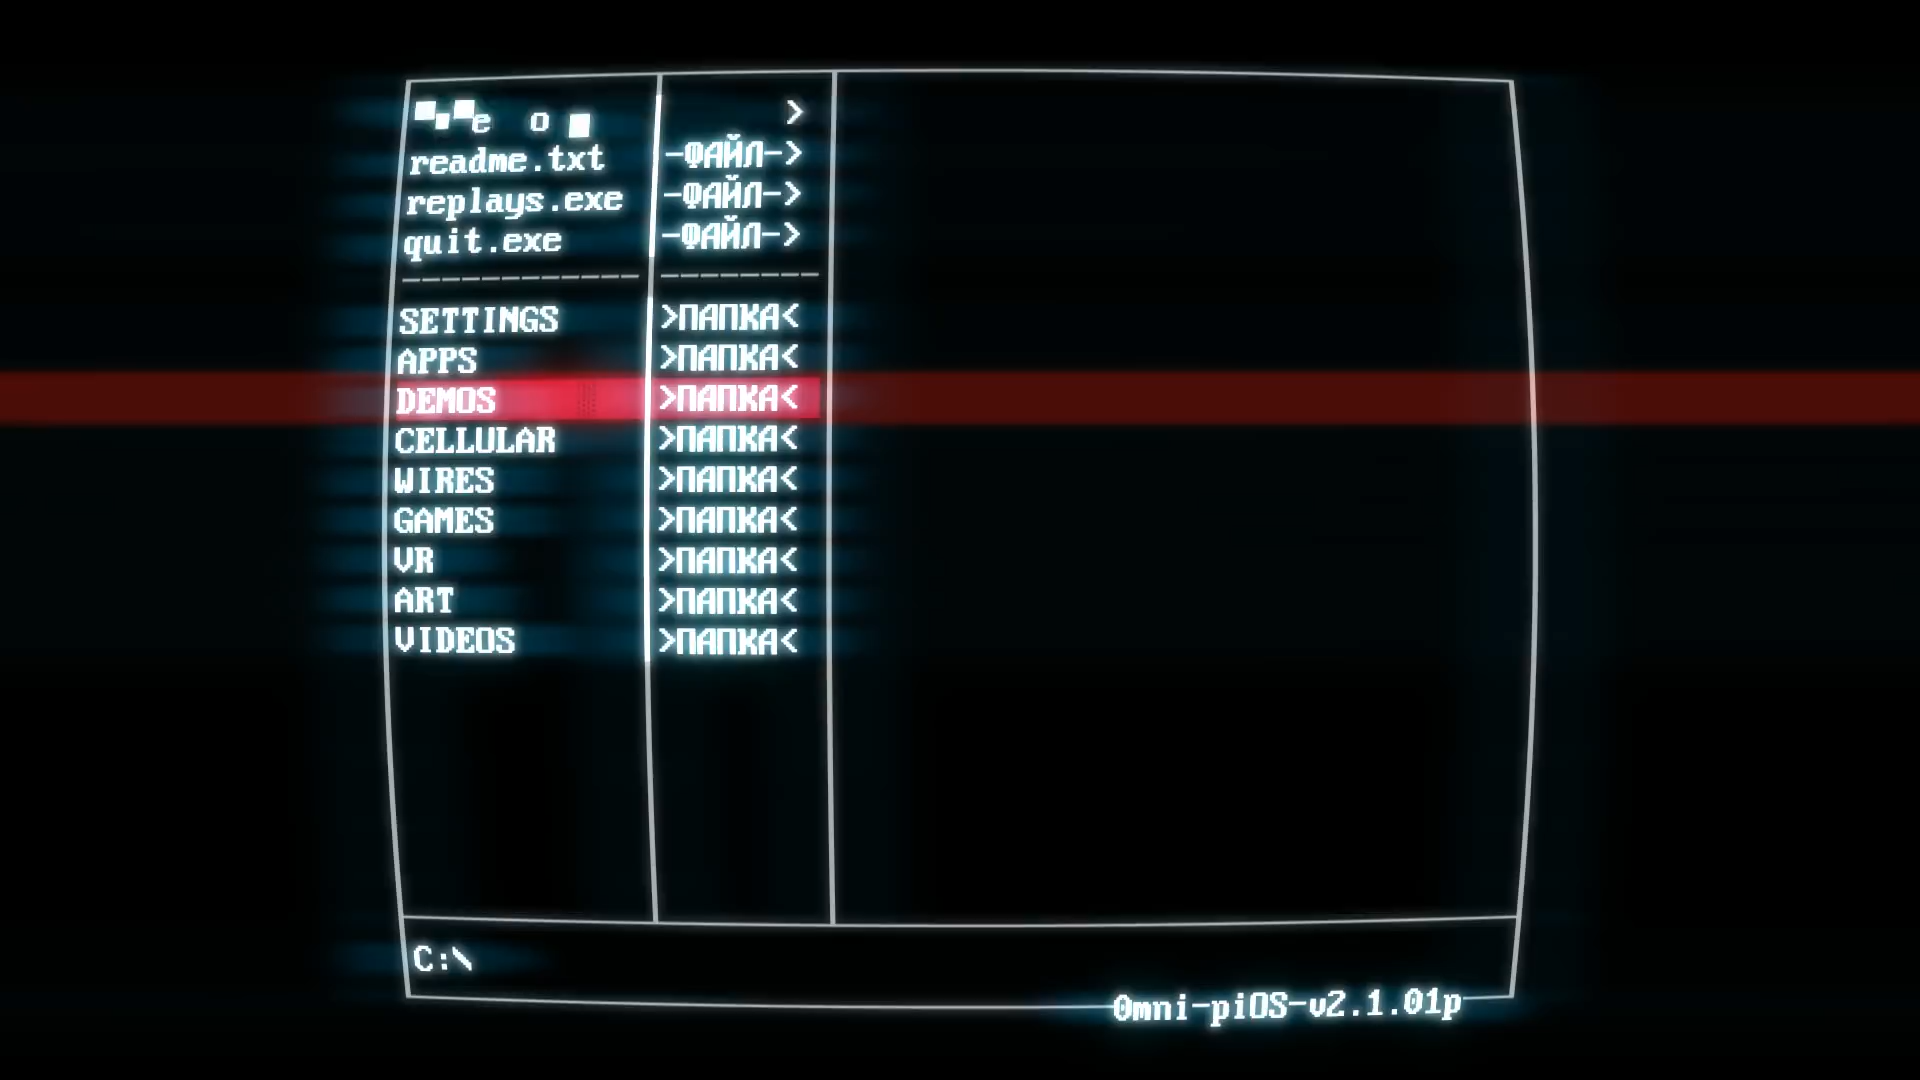 >
readme.txt -ФАЙЛ->
replays.exe -ФАЙЛ->
quit.exe -ФАЙЛ->
SETTINGS >ПАПКА<
APPS >ПАПКА<
DEMOS >ПАПКА<
CELLULAR >ПАПКА<
WIRES >ПАПКА<
GAMES >ПАПКА<
VR >ПАПКА<
ART >ПАПКА<
VIDEOS >ПАПКА<
C:\
0mni-piOS-v2.1.01p